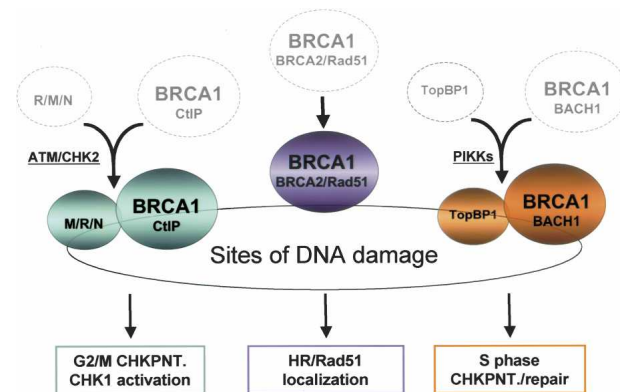 BRCA1
BRCA2/Rad51
R/M/N
BRCA1
CtIP
TopBP1
BRCA1
BACH1
ATM/CHK2
PIKKs
BRCA1
BRCA2/Rad51
M/R/N
BRCA1
CtIP
TopBP1
BRCA1
BACH1
Sites of DNA damage
G2/M CHKPNT.
CHK1 activation
HR/Rad51
localization
S phase
CHKPNT./repair